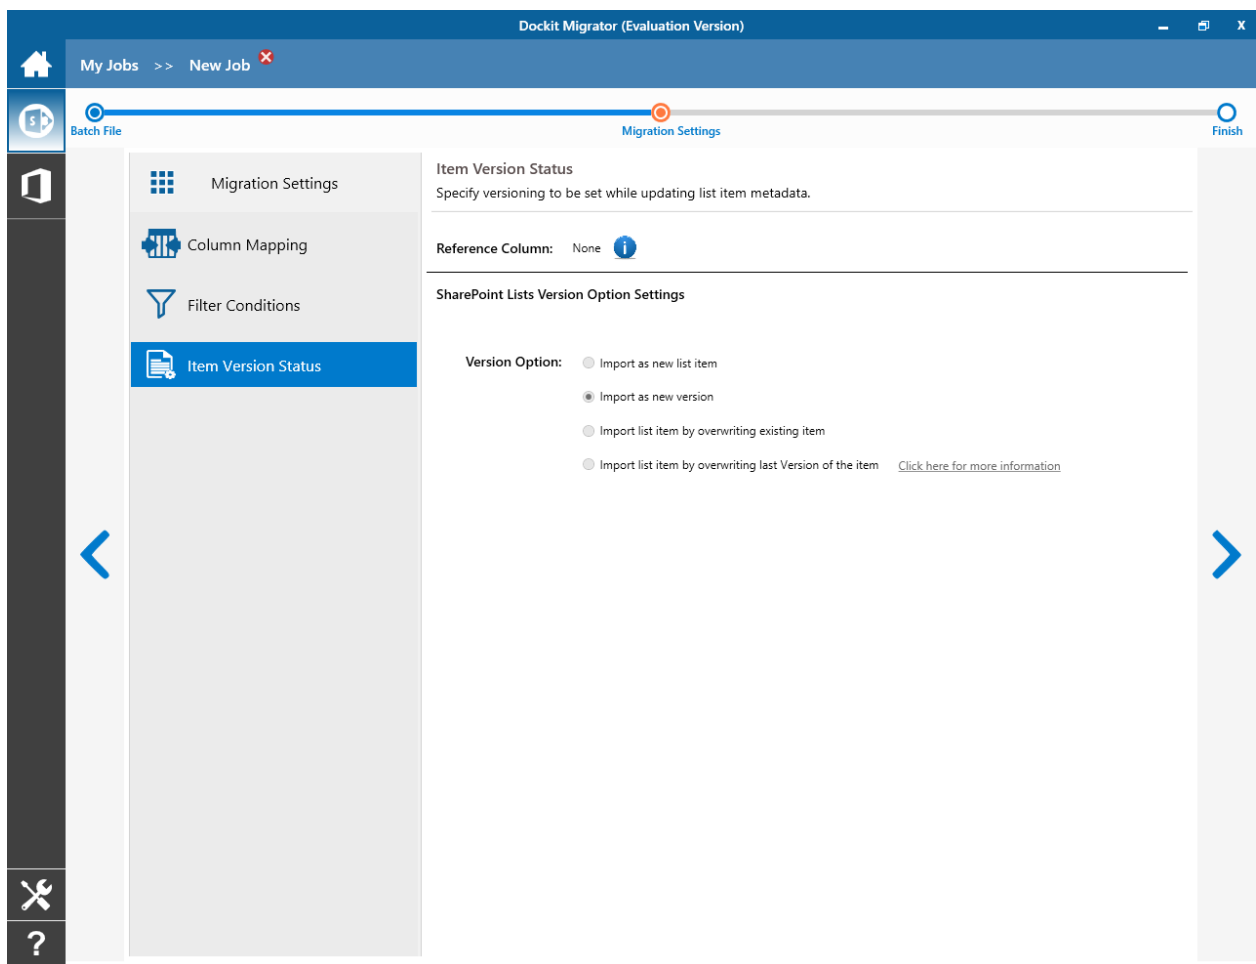 Dockit Migrator (Evaluation Version)
X
My Jobs >> New Job
S
Batch File
Migration Settings
Finish
Migration Settings
Column Mapping
Filter Conditions
Item Version Status
Item Version Status
Specify versioning to be set while updating list item metadata.
Reference Column: None i
SharePoint Lists Version Option Settings
Version Option: Import as new list item
Import as new version
Import list item by overwriting existing item
Import list item by overwriting last Version of the item Click here for more information
?